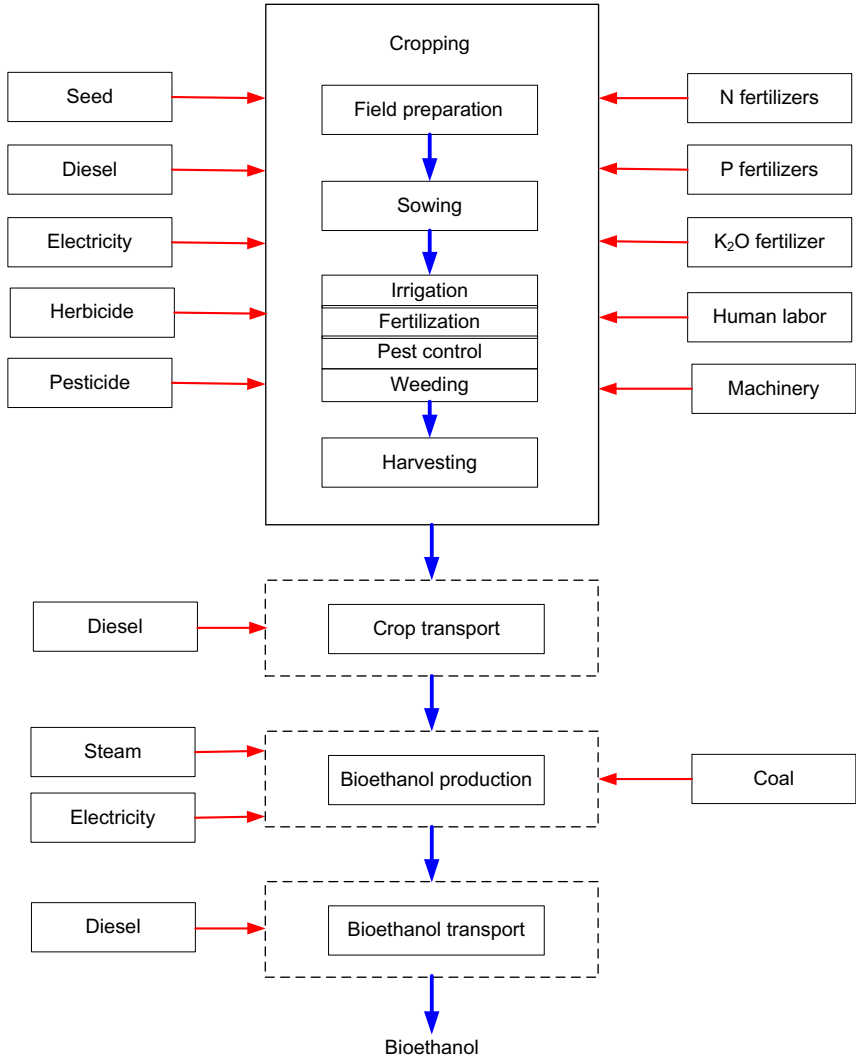 Cropping
Seed
Field preparation
N fertilizers
Diesel
Sowing
P fertilizers
Electricity
K₂O fertilizer
Irrigation
Herbicide
Fertilization
Human labor
Pest control
Pesticide
Weeding
Machinery
Harvesting
Diesel
Crop transport
Steam
Bioethanol production
Coal
Electricity
Diesel
Bioethanol transport
Bioethanol